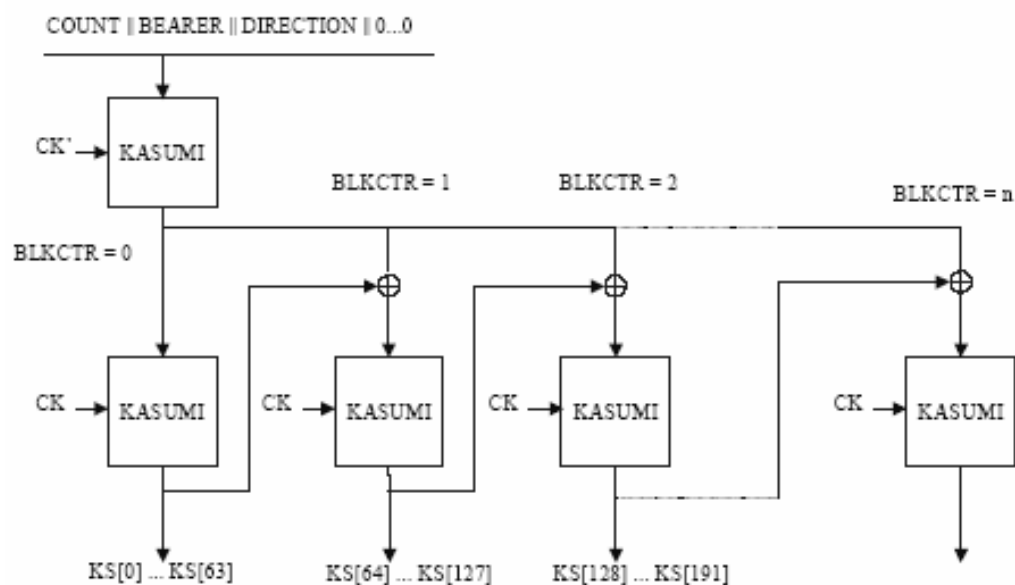 COUNT || BEARER || DIRECTION || 0...0
CK`
KASUMI
BLKCTR = 1
BLKCTR = 2
BLKCTR = n
BLKCTR = 0
CK
KASUMI
CK
KASUMI
CK
KASUMI
CK
KASUMI
KS[0] ... KS[63]
KS[64] ... KS[127]
KS[128] ... KS[191]